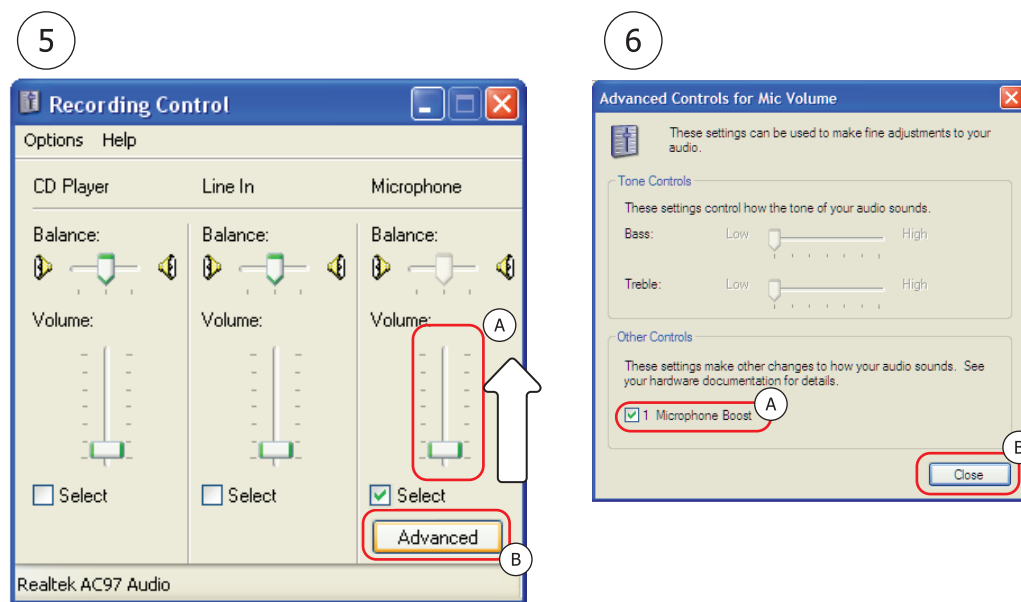 5
Recording Control
Options Help
CD Player Line In Microphone
Balance: Balance: Balance:
Volume: Volume: Volume:
A
Select Select Select
Advanced
B
Realtek AC97 Audio
6
Advanced Controls for Mic Volume
These settings can be used to make fine adjustments to your
audio.
Tone Controls
These settings control how the tone of your audio sounds.
Bass: Low High
Treble: Low High
Other Controls
These settings make other changes to how your audio sounds. See
your hardware documentation for details.
1 Microphone Boost
A
B
Close